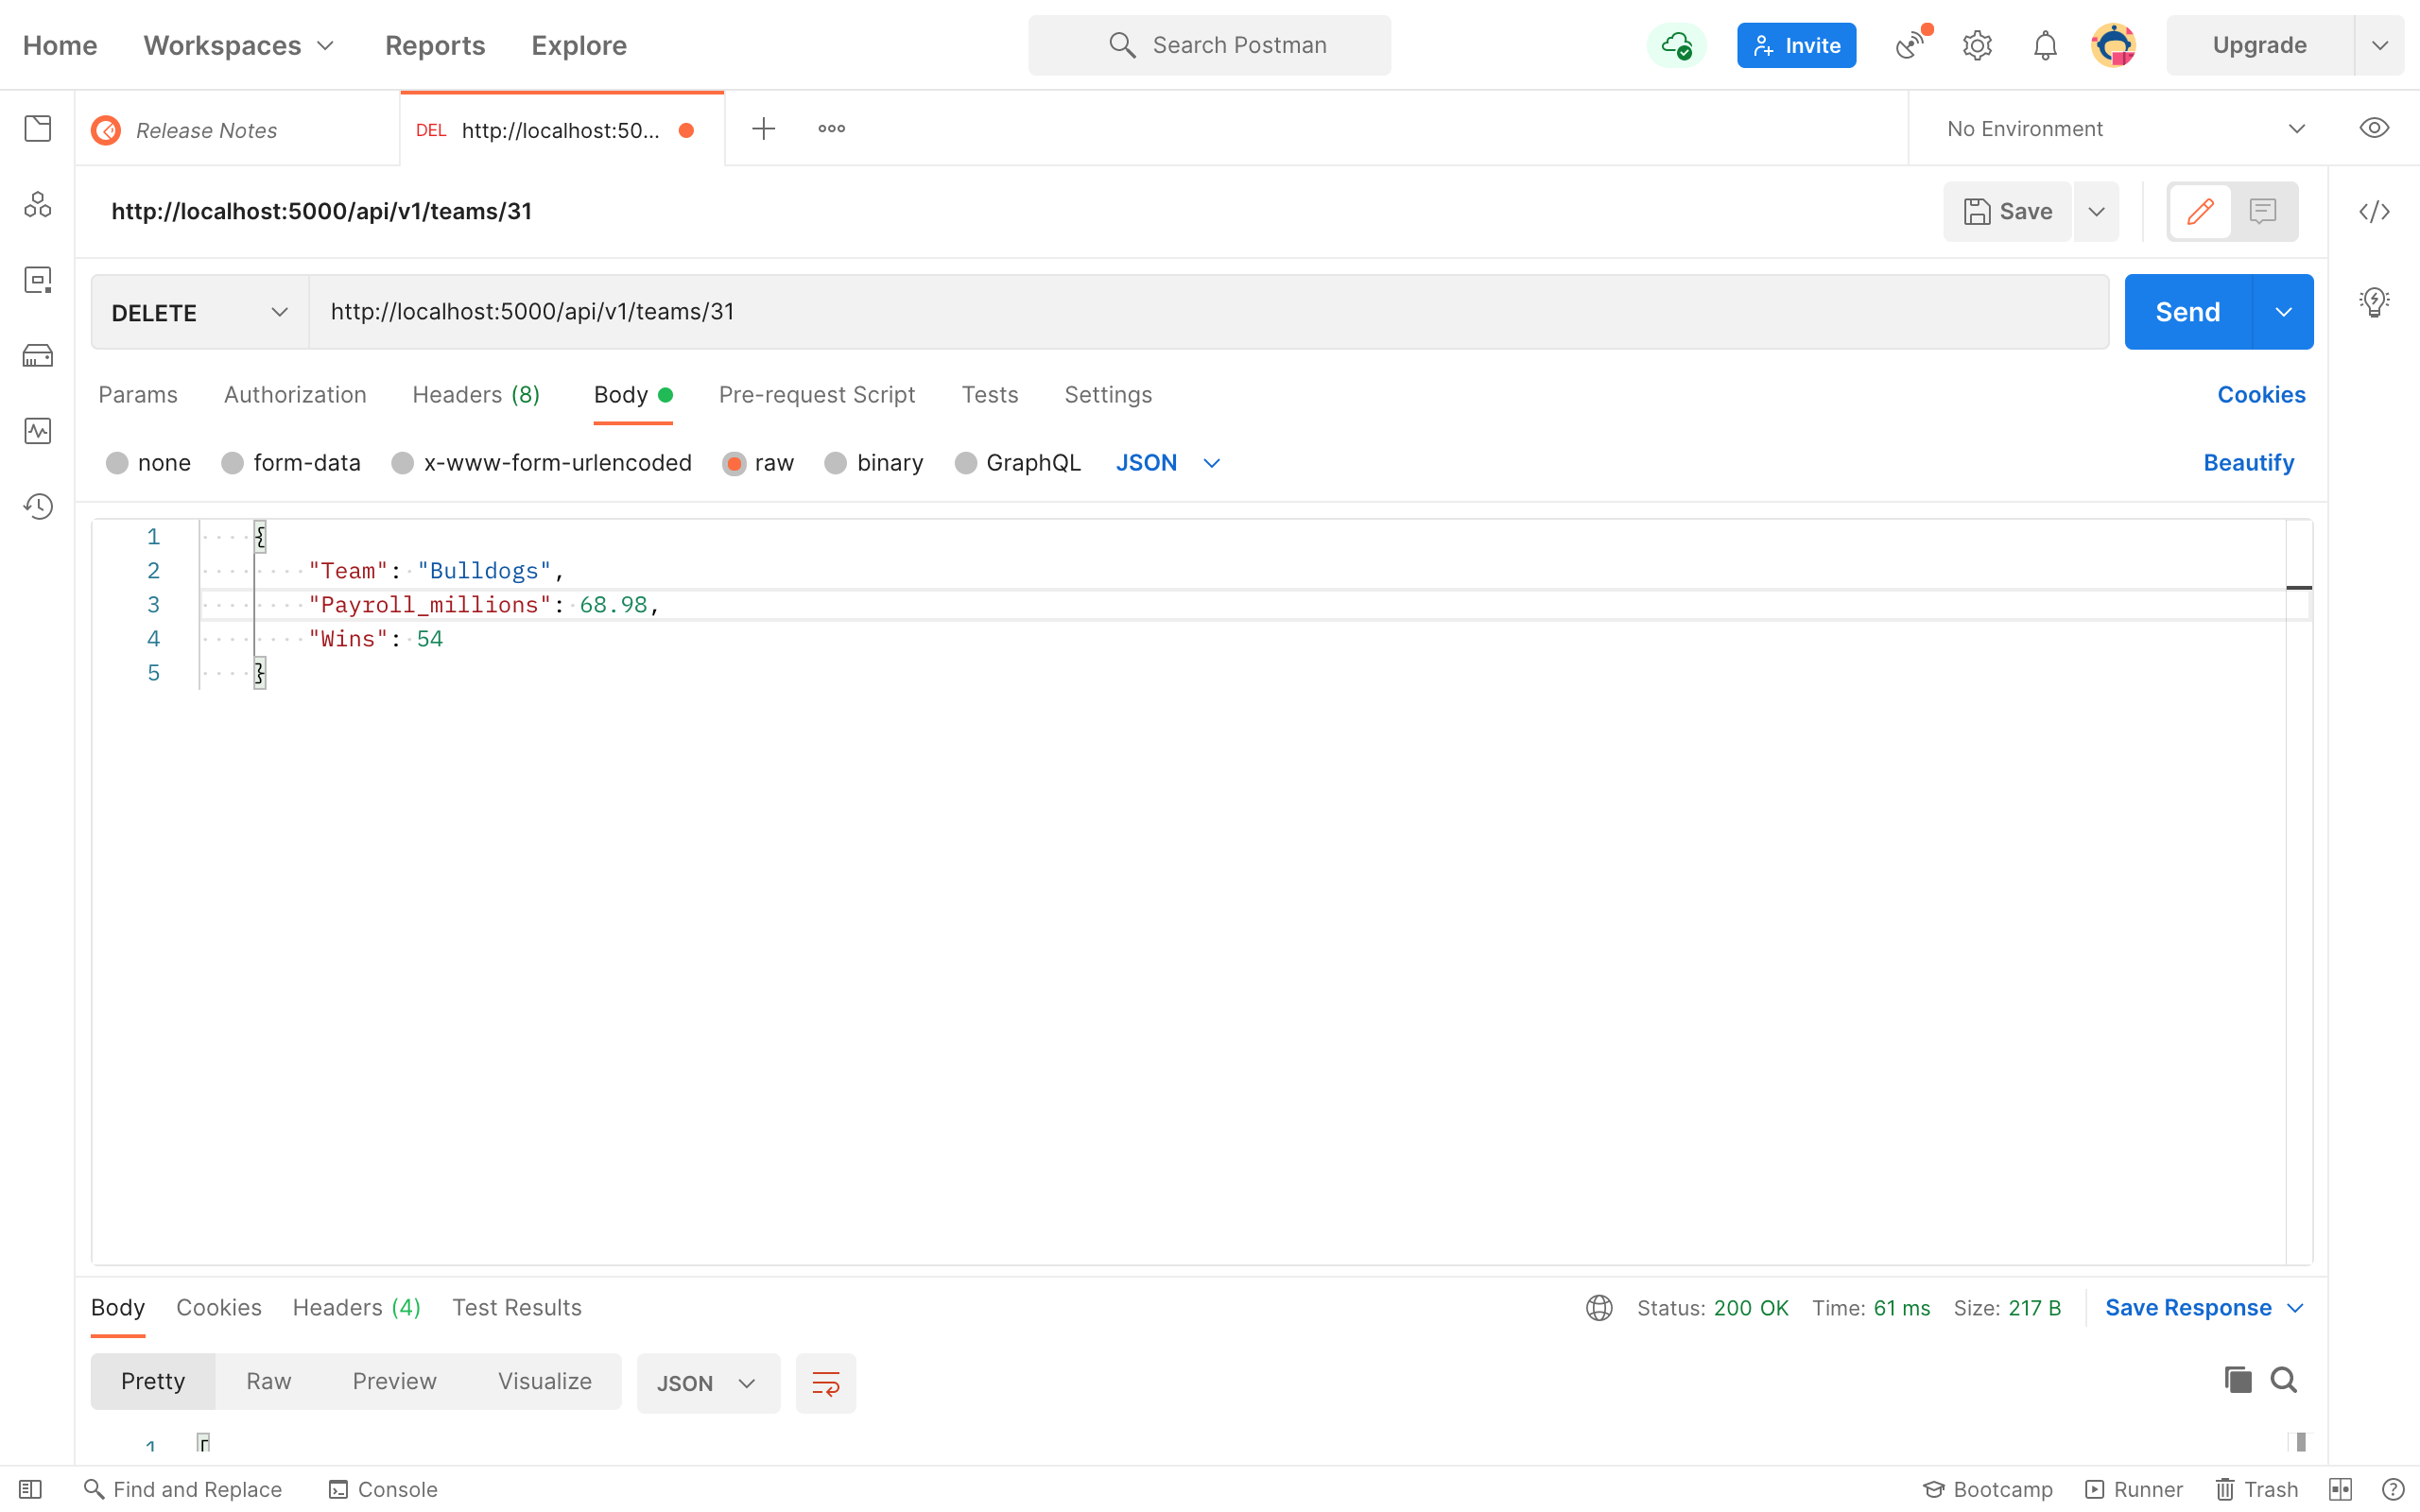 Home Workspaces Reports Explore Search Postman Invite Upgrade
Release Notes DEL http://localhost:50... No Environment
http://localhost:5000/api/v1/teams/31 Save
DELETE http://localhost:5000/api/v1/teams/31 Send
Params Authorization Headers (8) Body Pre-request Script Tests Settings Cookies
none form-data x-www-form-urlencoded raw binary GraphQL JSON Beautify
1 {
2 "Team": "Bulldogs",
3 "Payroll_millions": 68.98,
4 "Wins": 54
5 }
Body Cookies Headers (4) Test Results Status: 200 OK Time: 61 ms Size: 217 B Save Response
Pretty Raw Preview Visualize JSON
1 [
Find and Replace Console Bootcamp Runner Trash